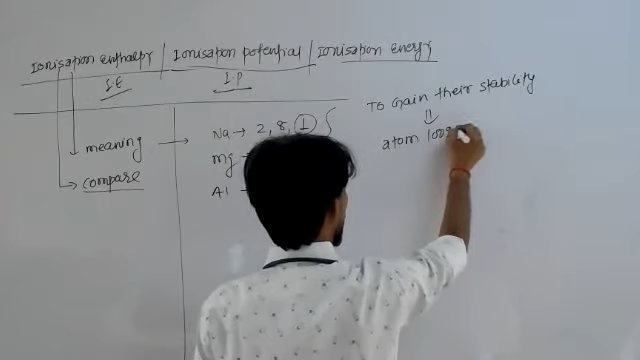 Ionisation enthalpy / Ionisation potential / Ionisation energy
I.E
I.P
meaning →
compare
Na → 2, 8, 1
mg
Al
To Gain their stability
atom loose